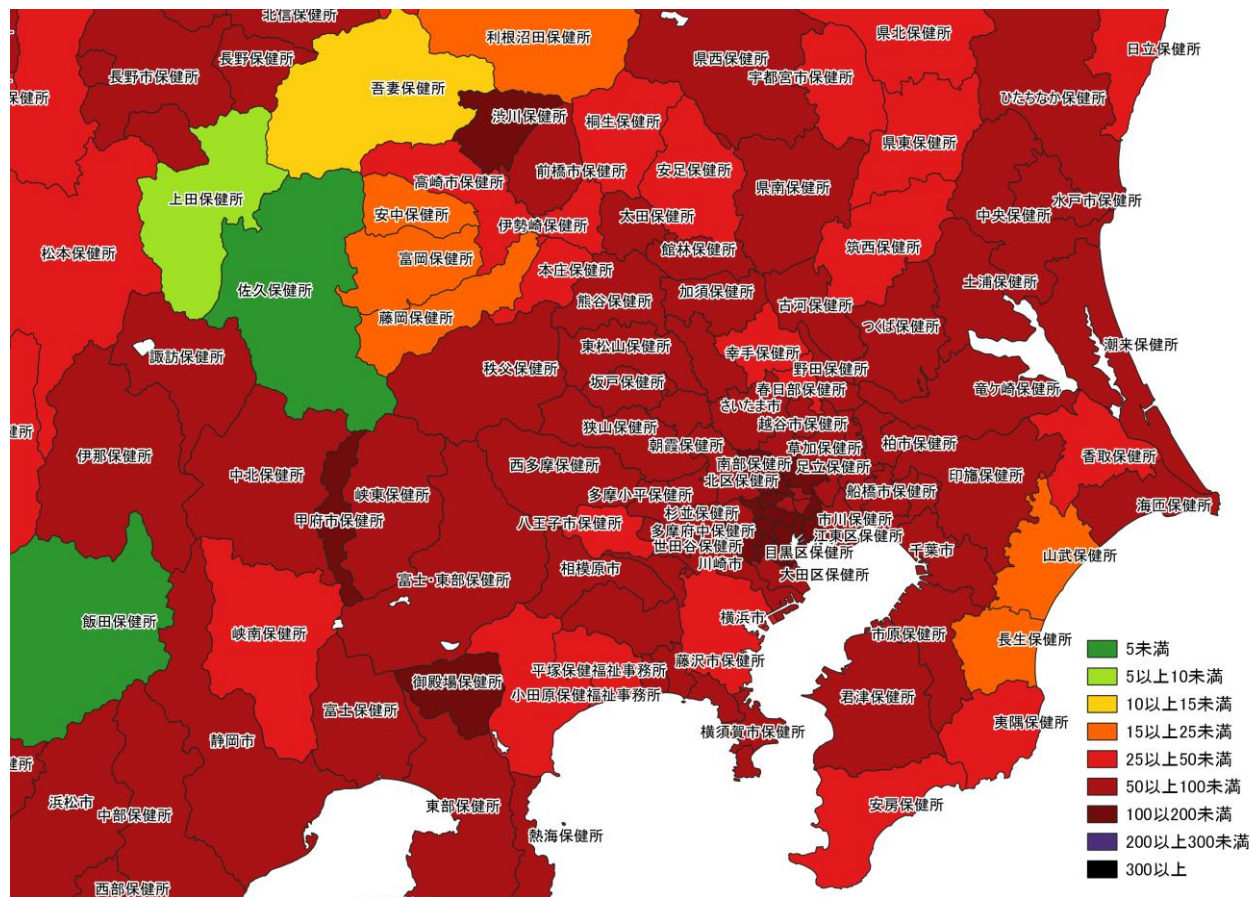 北信保健所
利根沼田保健所
県北保健所
日立保健所
長野保健所
長野市保健所
県西保健所
宇都宮市保健所
保健所
吾妻保健所
ひたちなか保健所
渋川保健所
桐生保健所
県東保健所
前橋市保健所
安足保健所
高崎市保健所
県南保健所
上田保健所
水戸市保健所
安中保健所
伊勢崎保健所
太田保健所
中央保健所
松本保健所
館林保健所
筑西保健所
富岡保健所
本庄保健所
土浦保健所
佐久保健所
熊谷保健所
加須保健所
古河保健所
藤岡保健所
つくば保健所
東松山保健所
潮来保健所
諏訪保健所
幸手保健所
秩父保健所
野田保健所
坂戸保健所
春日部保健所
竜ケ崎保健所
さいたま市
越谷市保健所
健所
狭山保健所
朝霞保健所
草加保健所
柏市保健所
伊那保健所
香取保健所
西多摩保健所
南部保健所
足立保健所
中北保健所
北区保健所
印旛保健所
峡東保健所
多摩小平保健所
船橋市保健所
海匝保健所
甲府市保健所
八王子市保健所
杉並保健所
市川保健所
多摩府中保健所
江東区保健所
世田谷保健所
目黒区保健所
千葉市
山武保健所
川崎市
富士・東部保健所
相模原市
大田区保健所
飯田保健所
峡南保健所
横浜市
市原保健所
長生保健所
5未満
藤沢市保健所
平塚保健福祉事務所
御殿場保健所
5以上10未満
小田原保健福祉事務所
君津保健所
10以上15未満
富士保健所
夷隅保健所
15以上25未満
横須賀市保健所
静岡市
25以上50未満
健所
50以上100未満
浜松市
中部保健所
東部保健所
安房保健所
100以上200未満
熱海保健所
200以上300未満
300以上
西部保健所